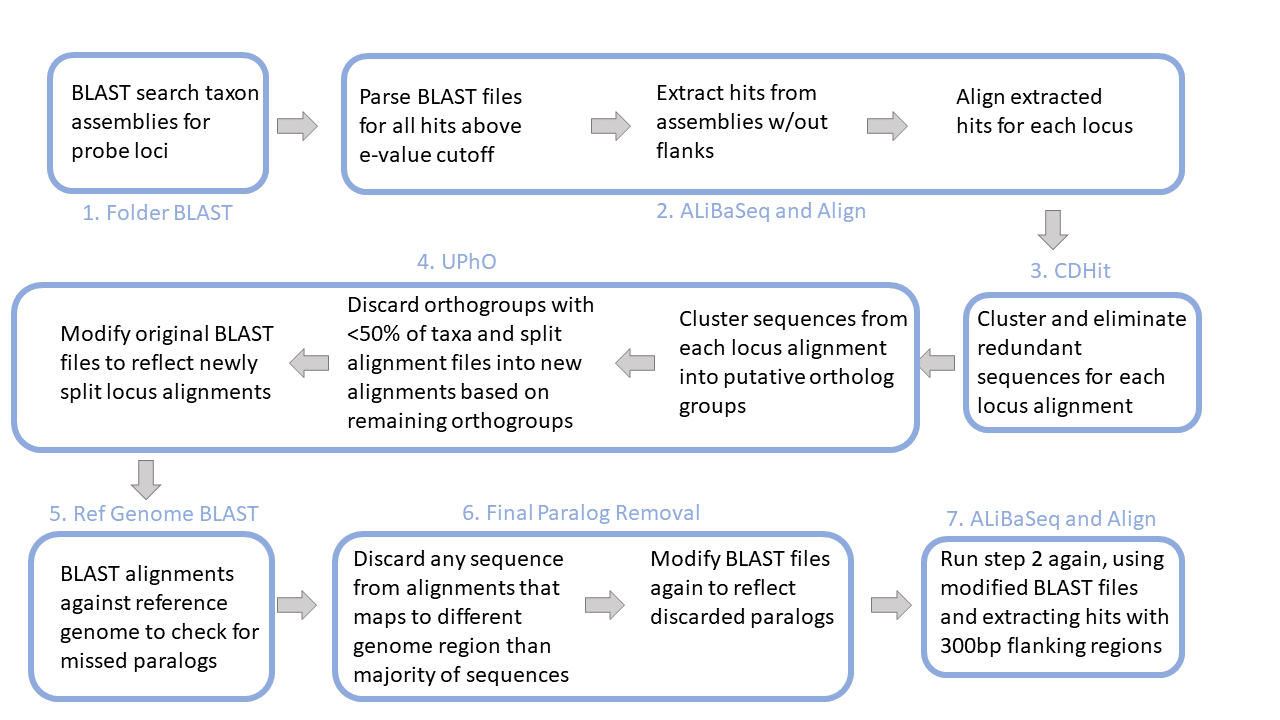 BLAST search taxon
assemblies for
probe loci
1. Folder BLAST
Parse BLAST files
for all hits above
e-value cutoff
Extract hits from
assemblies w/out
flanks
Align extracted
hits for each locus
2. ALiBaSeq and Align
3. CDHit
Cluster and eliminate
redundant
sequences for each
locus alignment
4. UPhO
Cluster sequences from
each locus alignment
into putative ortholog
groups
Discard orthogroups with
<50% of taxa and split
alignment files into new
alignments based on
remaining orthogroups
Modify original BLAST
files to reflect newly
split locus alignments
5. Ref Genome BLAST
BLAST alignments
against reference
genome to check for
missed paralogs
6. Final Paralog Removal
Discard any sequence
from alignments that
maps to different
genome region than
majority of sequences
Modify BLAST files
again to reflect
discarded paralogs
7. ALiBaSeq and Align
Run step 2 again, using
modified BLAST files
and extracting hits with
300bp flanking regions